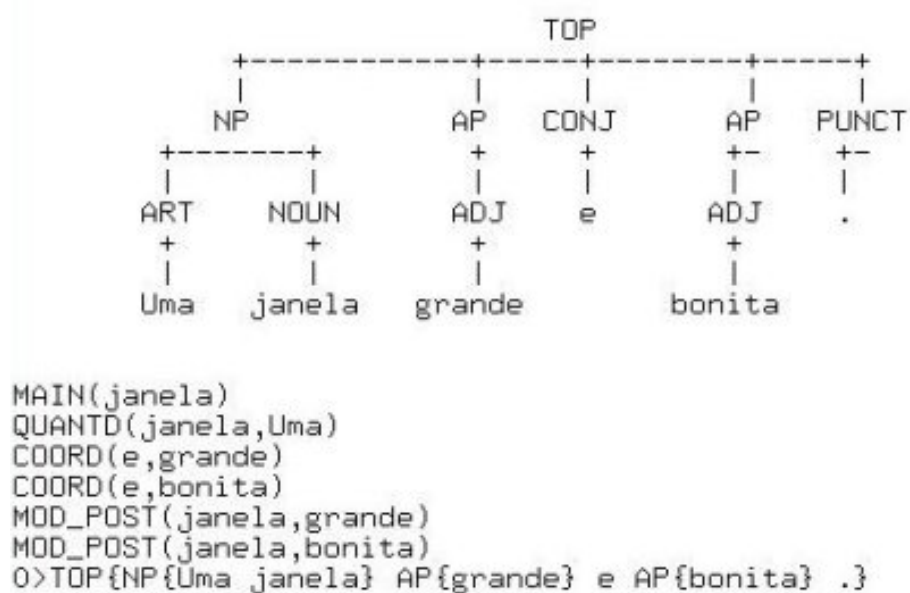 TOP
+-------------+------+---------+------+
| | | | |
NP AP CONJ AP PUNCT
+--------+ + + +- +-
| | | | | |
ART NOUN ADJ e ADJ .
+ + + +
| | | |
Uma janela grande bonita
MAIN(janela)
QUANTD(janela,Uma)
COORD(e,grande)
COORD(e,bonita)
MOD_POST(janela,grande)
MOD_POST(janela,bonita)
0>TOP{NP{Uma janela} AP{grande} e AP{bonita} .}